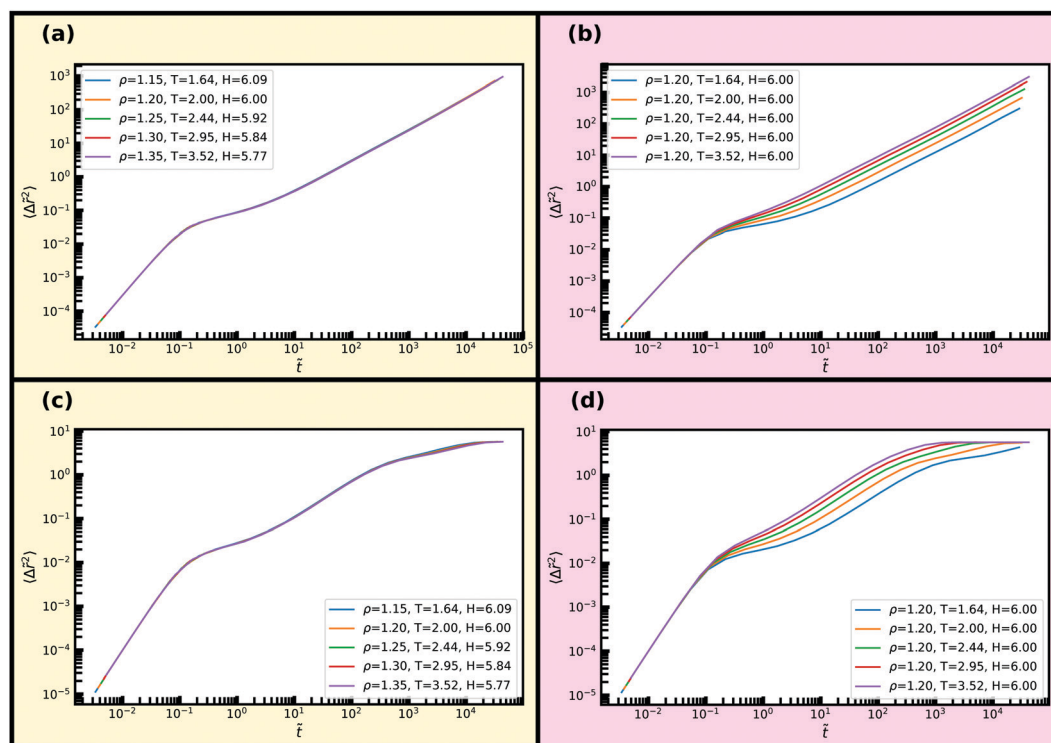 (a)
10³
10²
10¹
10⁰
10⁻¹
10⁻²
10⁻³
10⁻⁴
⟨Δr̃²⟩
ρ=1.15, T=1.64, H=6.09
ρ=1.20, T=2.00, H=6.00
ρ=1.25, T=2.44, H=5.92
ρ=1.30, T=2.95, H=5.84
ρ=1.35, T=3.52, H=5.77
10⁻² 10⁻¹ 10⁰ 10¹ 10² 10³ 10⁴ 10⁵
t̃
(b)
10³
10²
10¹
10⁰
10⁻¹
10⁻²
10⁻³
10⁻⁴
⟨Δr̃²⟩
ρ=1.20, T=1.64, H=6.00
ρ=1.20, T=2.00, H=6.00
ρ=1.20, T=2.44, H=6.00
ρ=1.20, T=2.95, H=6.00
ρ=1.20, T=3.52, H=6.00
10⁻² 10⁻¹ 10⁰ 10¹ 10² 10³ 10⁴
t̃
(c)
10¹
10⁰
10⁻¹
10⁻²
10⁻³
10⁻⁴
10⁻⁵
⟨Δr̃²⟩
ρ=1.15, T=1.64, H=6.09
ρ=1.20, T=2.00, H=6.00
ρ=1.25, T=2.44, H=5.92
ρ=1.30, T=2.95, H=5.84
ρ=1.35, T=3.52, H=5.77
10⁻² 10⁻¹ 10⁰ 10¹ 10² 10³ 10⁴
t̃
(d)
10¹
10⁰
10⁻¹
10⁻²
10⁻³
10⁻⁴
10⁻⁵
⟨Δr̃²⟩
ρ=1.20, T=1.64, H=6.00
ρ=1.20, T=2.00, H=6.00
ρ=1.20, T=2.44, H=6.00
ρ=1.20, T=2.95, H=6.00
ρ=1.20, T=3.52, H=6.00
10⁻² 10⁻¹ 10⁰ 10¹ 10² 10³ 10⁴
t̃